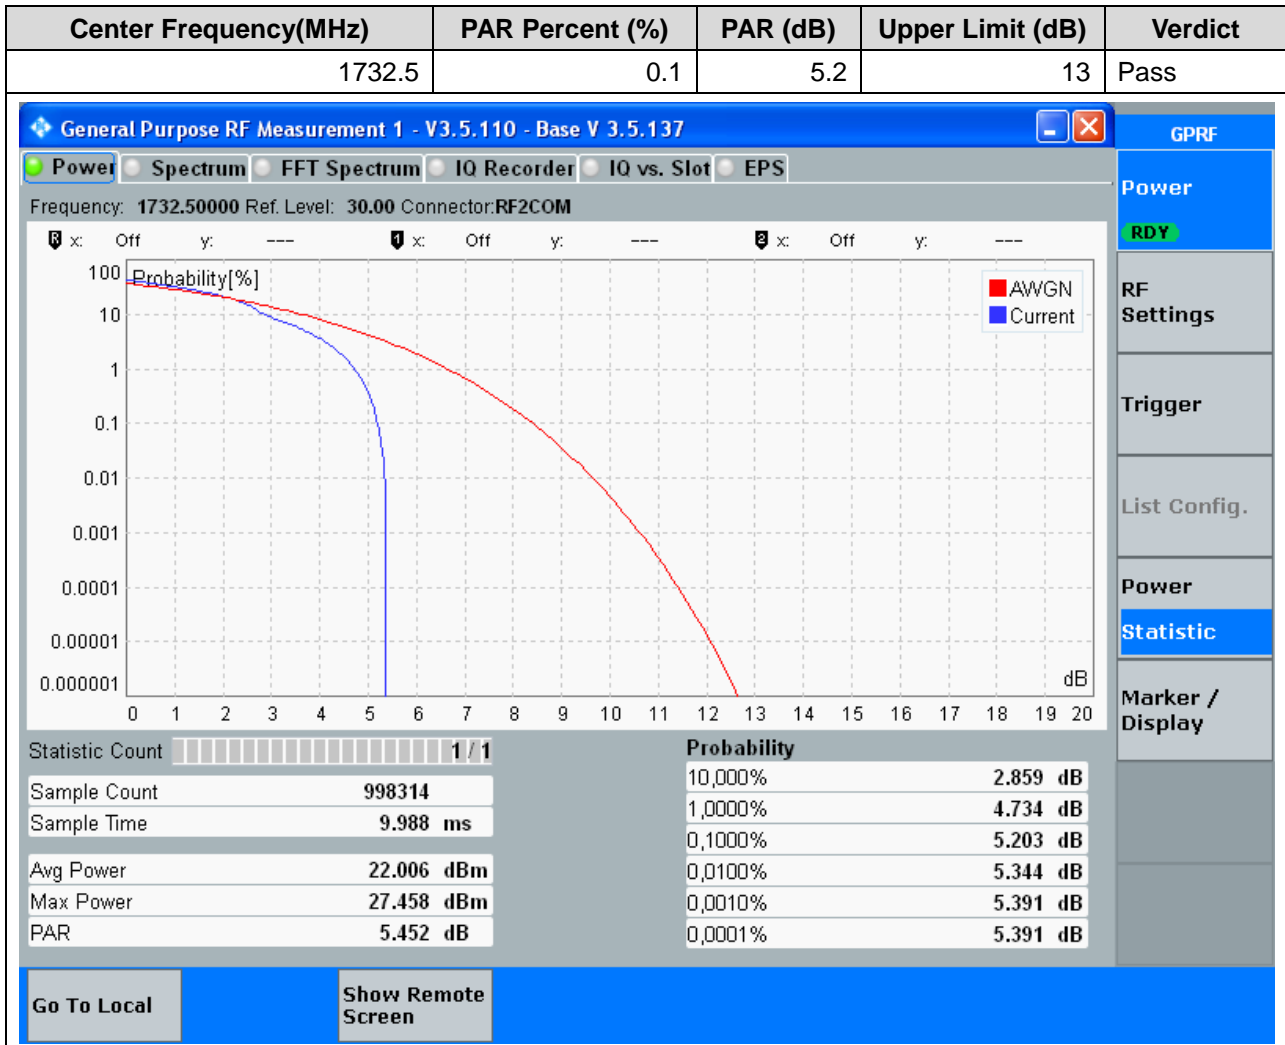 Center Frequency(MHz) PAR Percent (%) PAR (dB) Upper Limit (dB) Verdict
1732.5 0.1 5.2 13 Pass
General Purpose RF Measurement 1 - V3.5.110 - Base V 3.5.137
GPRF
Power Spectrum FFT Spectrum IQ Recorder IQ vs. Slot EPS
Power
RDY
Frequency: 1732.50000 Ref. Level: 30.00 Connector:RF2COM
R x: Off y: --- 1 x: Off y: --- 2 x: Off y: ---
Probability[%]
AWGN
Current
100
10
1
0.1
0.01
0.001
0.0001
0.00001
0.000001
dB
0 1 2 3 4 5 6 7 8 9 10 11 12 13 14 15 16 17 18 19 20
RF
Settings
Trigger
List Config.
Power
Statistic
Marker /
Display
Statistic Count 1 / 1
Sample Count 998314
Sample Time 9.988 ms
Avg Power 22.006 dBm
Max Power 27.458 dBm
PAR 5.452 dB
Probability
10,000% 2.859 dB
1,0000% 4.734 dB
0,1000% 5.203 dB
0,0100% 5.344 dB
0,0010% 5.391 dB
0,0001% 5.391 dB
Go To Local
Show Remote
Screen